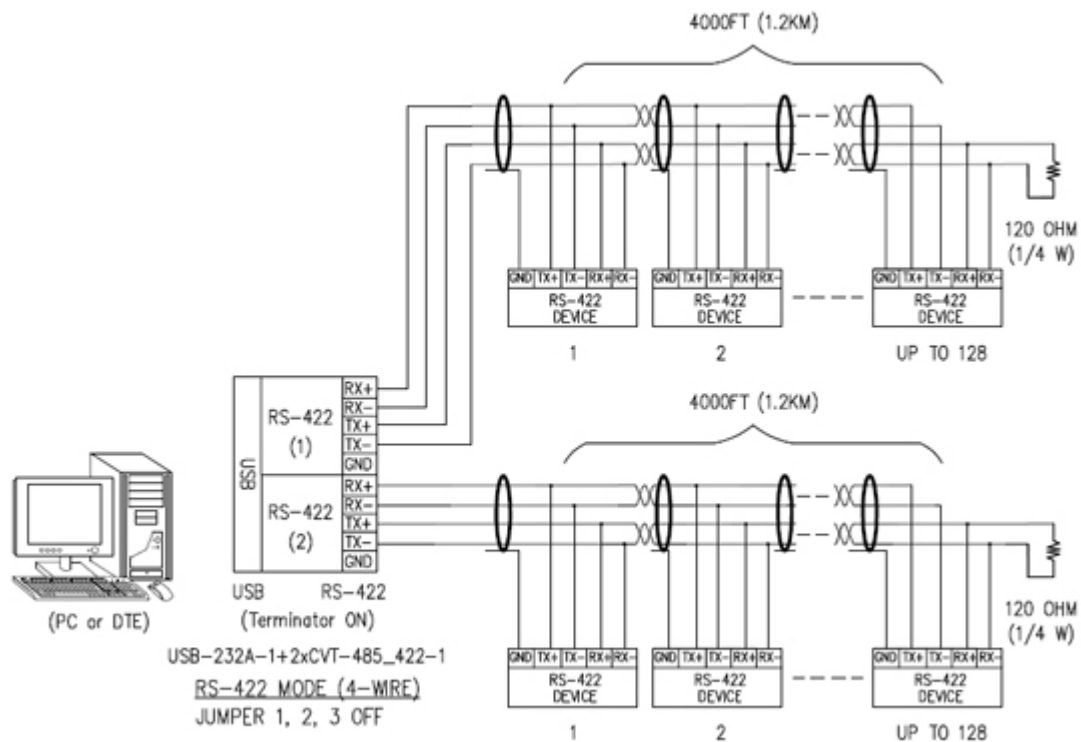 4000FT (1.2KM)
120 OHM
(1/4 W)
GND TX+ TX- RX+ RX-
RS-422
DEVICE
1
GND TX+ TX- RX+ RX-
RS-422
DEVICE
2
GND TX+ TX- RX+ RX-
RS-422
DEVICE
UP TO 128
USB
RS-422
(1)
RX+
RX-
TX+
TX-
GND
RS-422
(2)
RX+
RX-
TX+
TX-
GND
USB RS-422
(Terminator ON)
(PC or DTE)
USB-232A-1+2xCVT-485_422-1
RS-422 MODE (4-WIRE)
JUMPER 1, 2, 3 OFF
4000FT (1.2KM)
120 OHM
(1/4 W)
GND TX+ TX- RX+ RX-
RS-422
DEVICE
1
GND TX+ TX- RX+ RX-
RS-422
DEVICE
2
GND TX+ TX- RX+ RX-
RS-422
DEVICE
UP TO 128